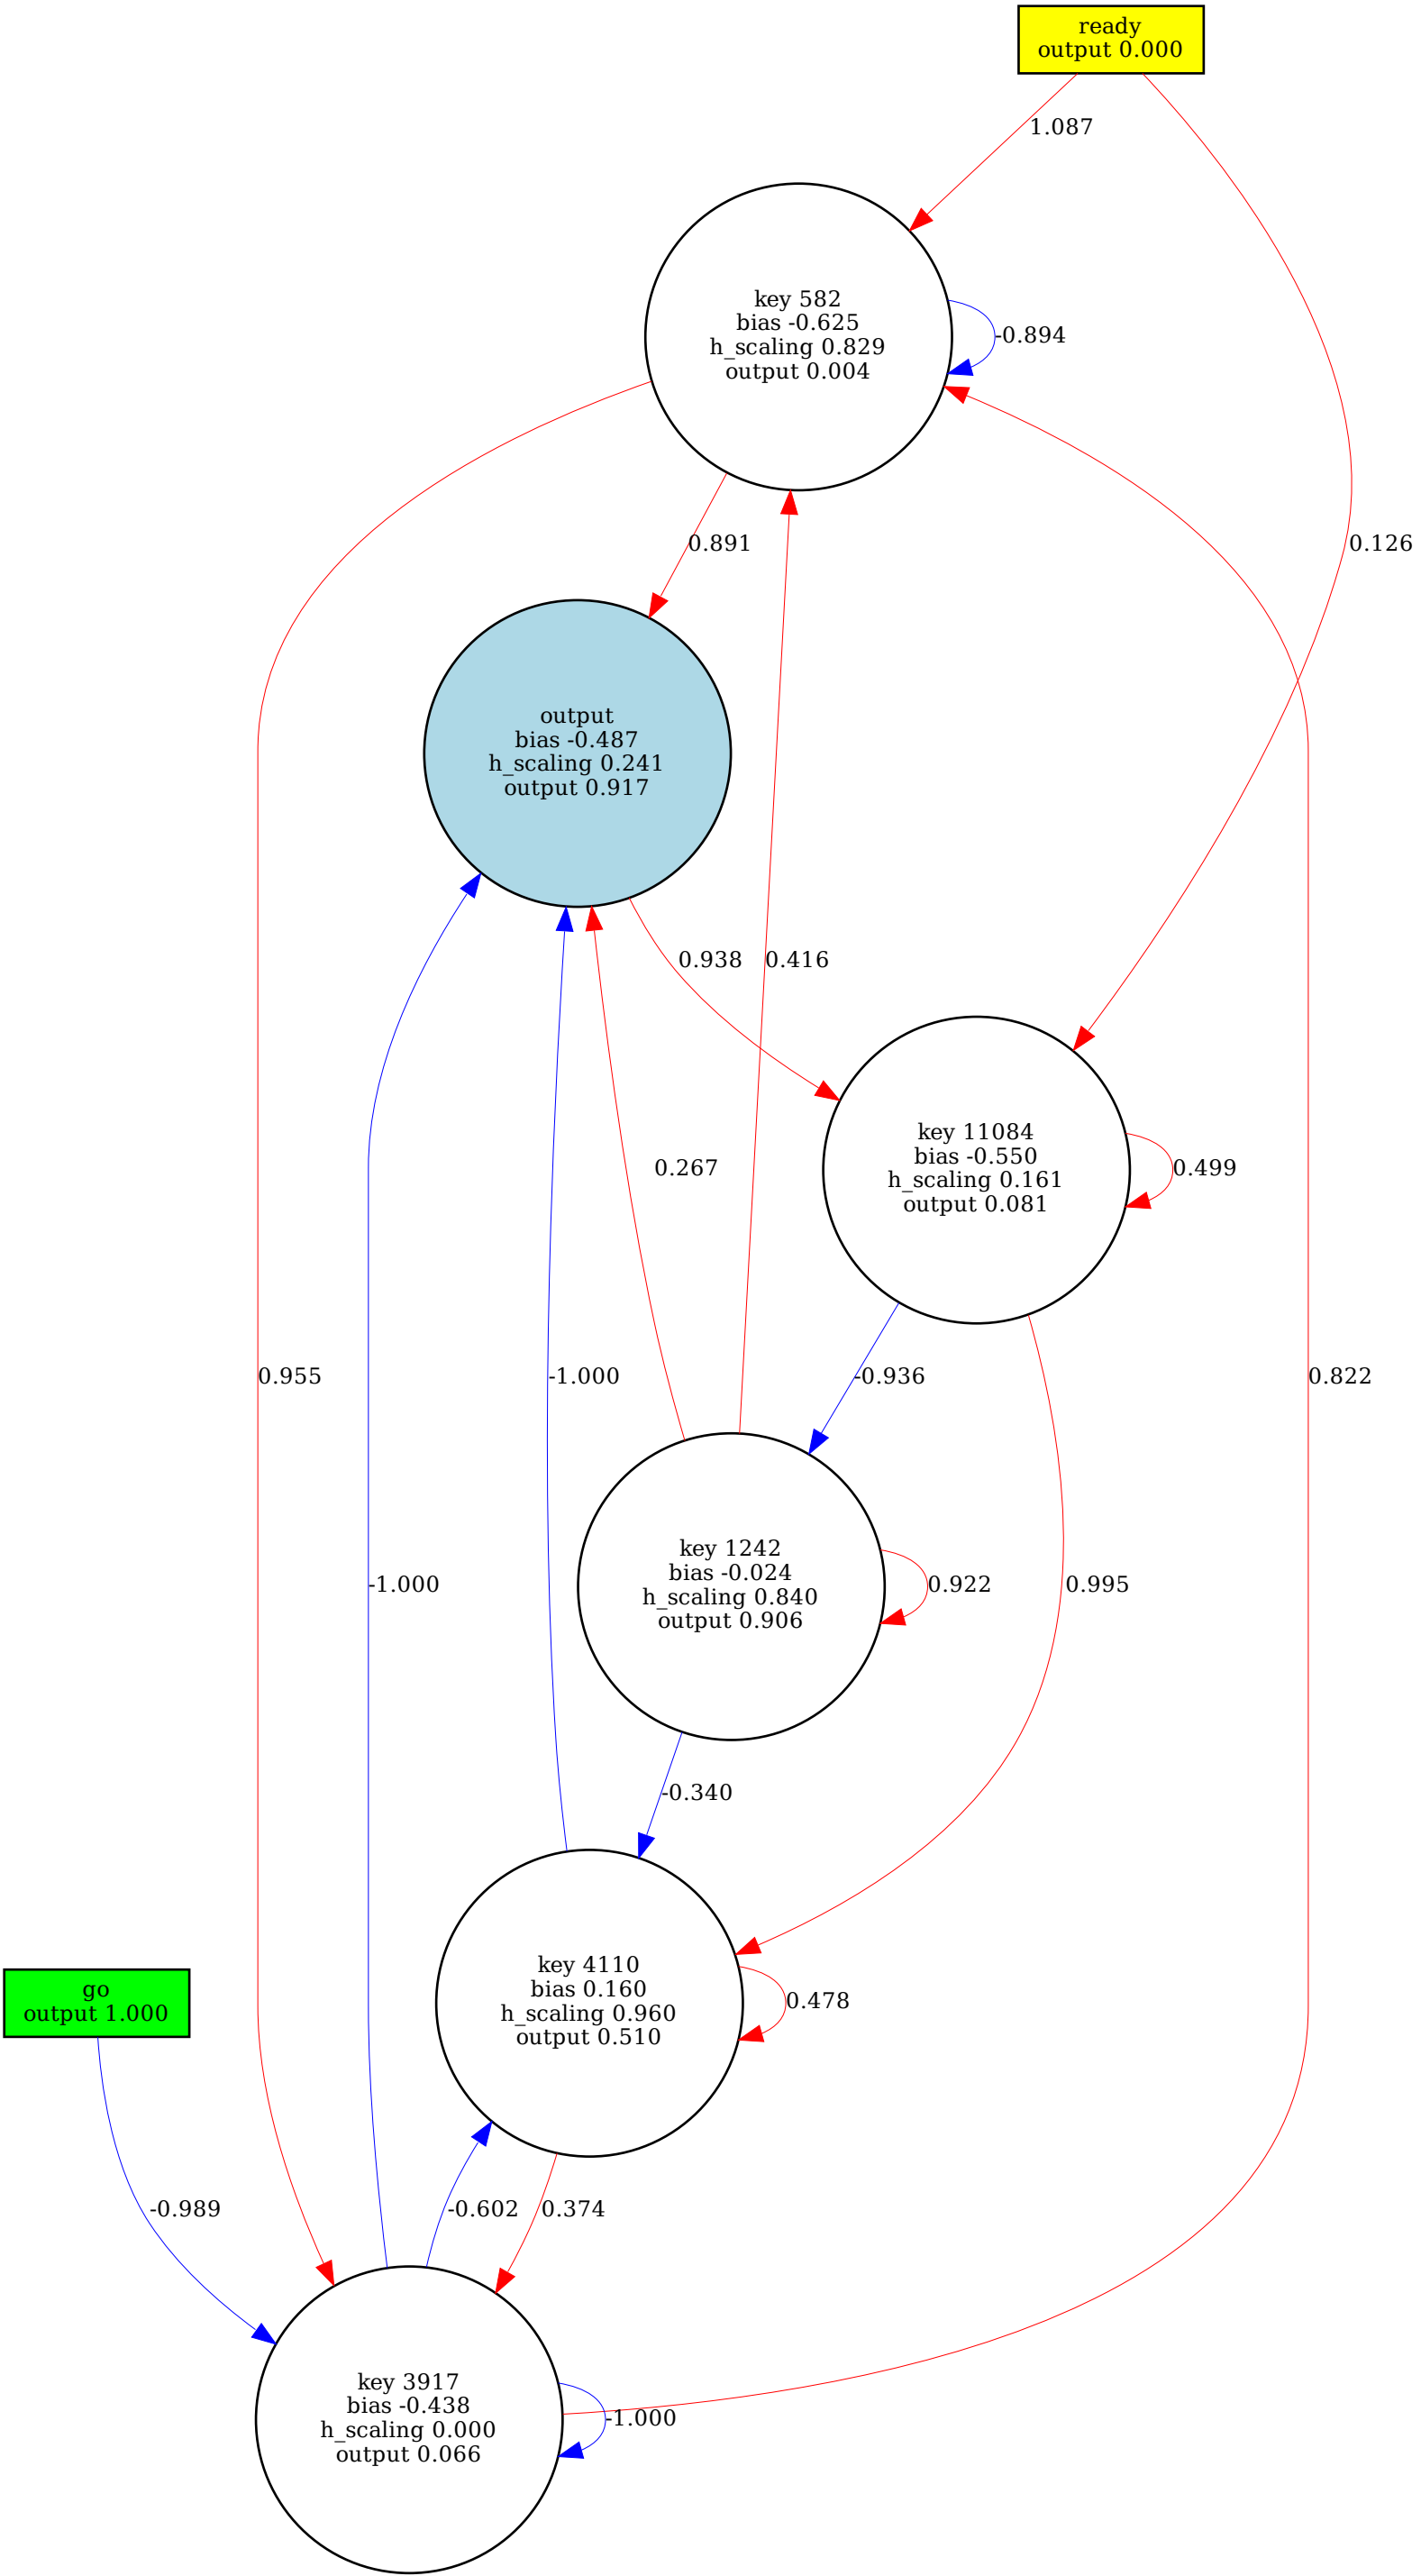 ready
output 0.000
1.087
key 582
bias -0.625
h_scaling 0.829
output 0.004
-0.894
0.891
0.126
output
bias -0.487
h_scaling 0.241
output 0.917
0.938
0.416
key 11084
bias -0.550
h_scaling 0.161
output 0.081
0.499
0.267
0.955
-1.000
-0.936
0.822
key 1242
bias -0.024
h_scaling 0.840
output 0.906
0.922
-1.000
0.995
-0.340
key 4110
bias 0.160
h_scaling 0.960
output 0.510
0.478
go
output 1.000
-0.989
-0.602
0.374
key 3917
bias -0.438
h_scaling 0.000
output 0.066
-1.000